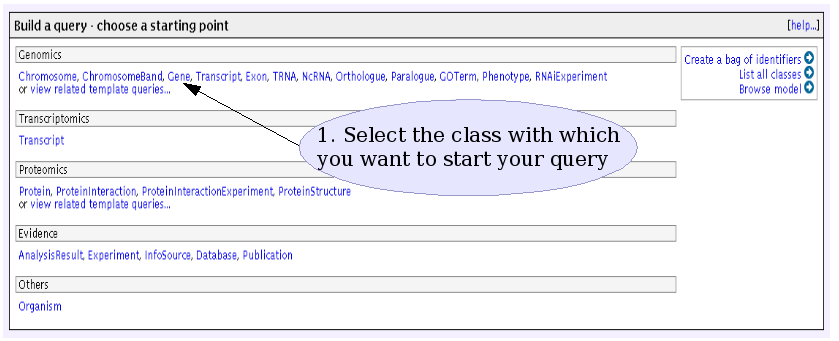 Build a query - choose a starting point
[help...]
Genomics
Chromosome, ChromosomeBand, Gene, Transcript, Exon, TRNA, NcRNA, Orthologue, Paralogue, GOTerm, Phenotype, RNAiExperiment
or view related template queries...
Create a bag of identifiers
List all classes
Browse model
Transcriptomics
Transcript
1. Select the class with which
you want to start your query
Proteomics
Protein, ProteinInteraction, ProteinInteractionExperiment, ProteinStructure
or view related template queries...
Evidence
AnalysisResult, Experiment, InfoSource, Database, Publication
Others
Organism